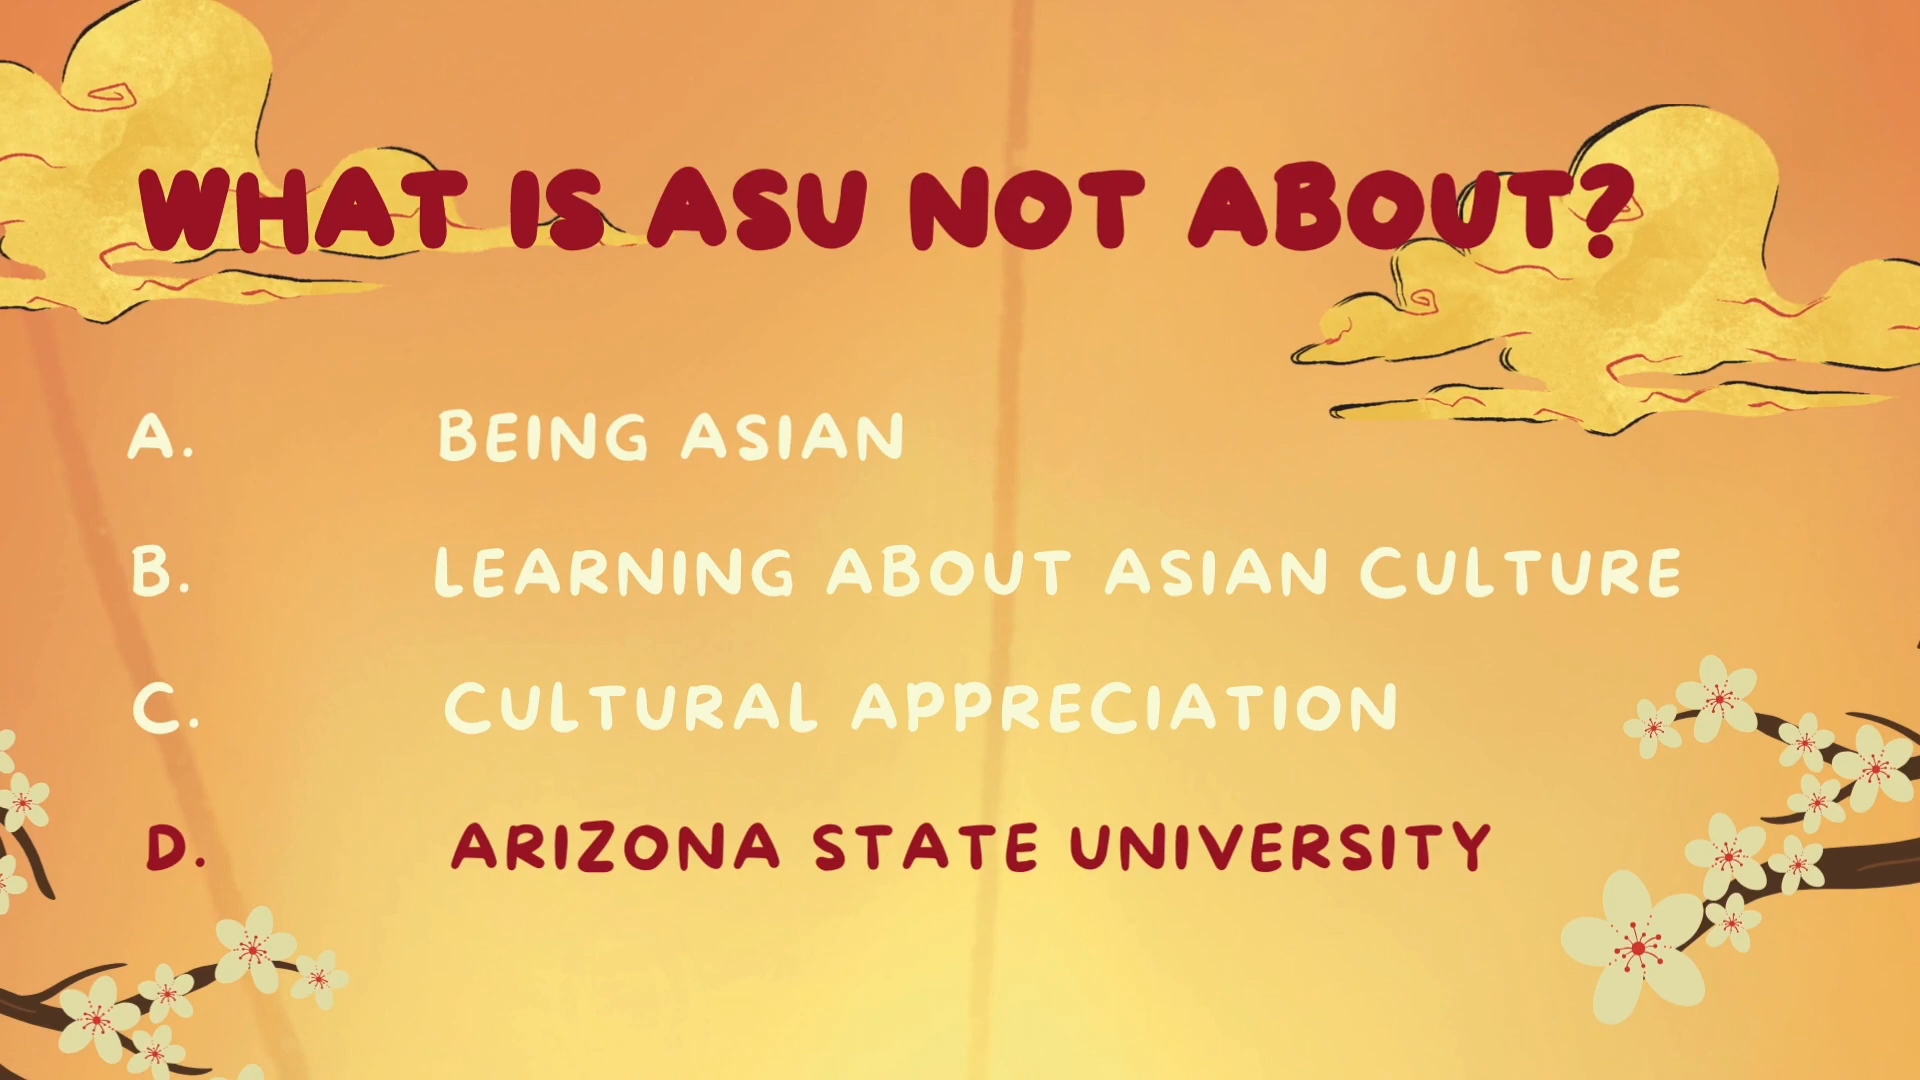 WHAT IS ASU NOT ABOUT?
A. BEING ASIAN
B. LEARNING ABOUT ASIAN CULTURE
C. CULTURAL APPRECIATION
D. ARIZONA STATE UNIVERSITY